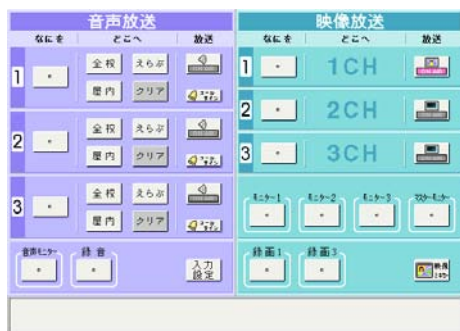 音声放送
なにを どこへ 放送
1 全校 えらぶ
屋内 クリア
2 全校 えらぶ
屋内 クリア
3 全校 えらぶ
屋内 クリア
音声モニター 録音 入力
設定
映像放送
なにを どこへ 放送
1 1CH
2 2CH
3 3CH
モニター1 モニター2 モニター3 マスターモニター
録画1 録画3 映像